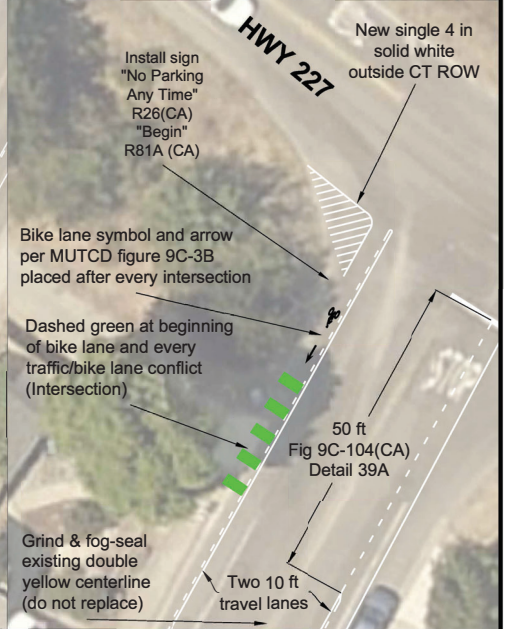 HWY 227
New single 4 in
solid white
outside CT ROW
Install sign
"No Parking
Any Time"
R26(CA)
"Begin"
R81A (CA)
Bike lane symbol and arrow
per MUTCD figure 9C-3B
placed after every intersection
Dashed green at beginning
of bike lane and every
traffic/bike lane conflict
(Intersection)
STOP
50 ft
Fig 9C-104(CA)
Detail 39A
Grind & fog-seal
existing double
yellow centerline
(do not replace)
Two 10 ft
travel lanes